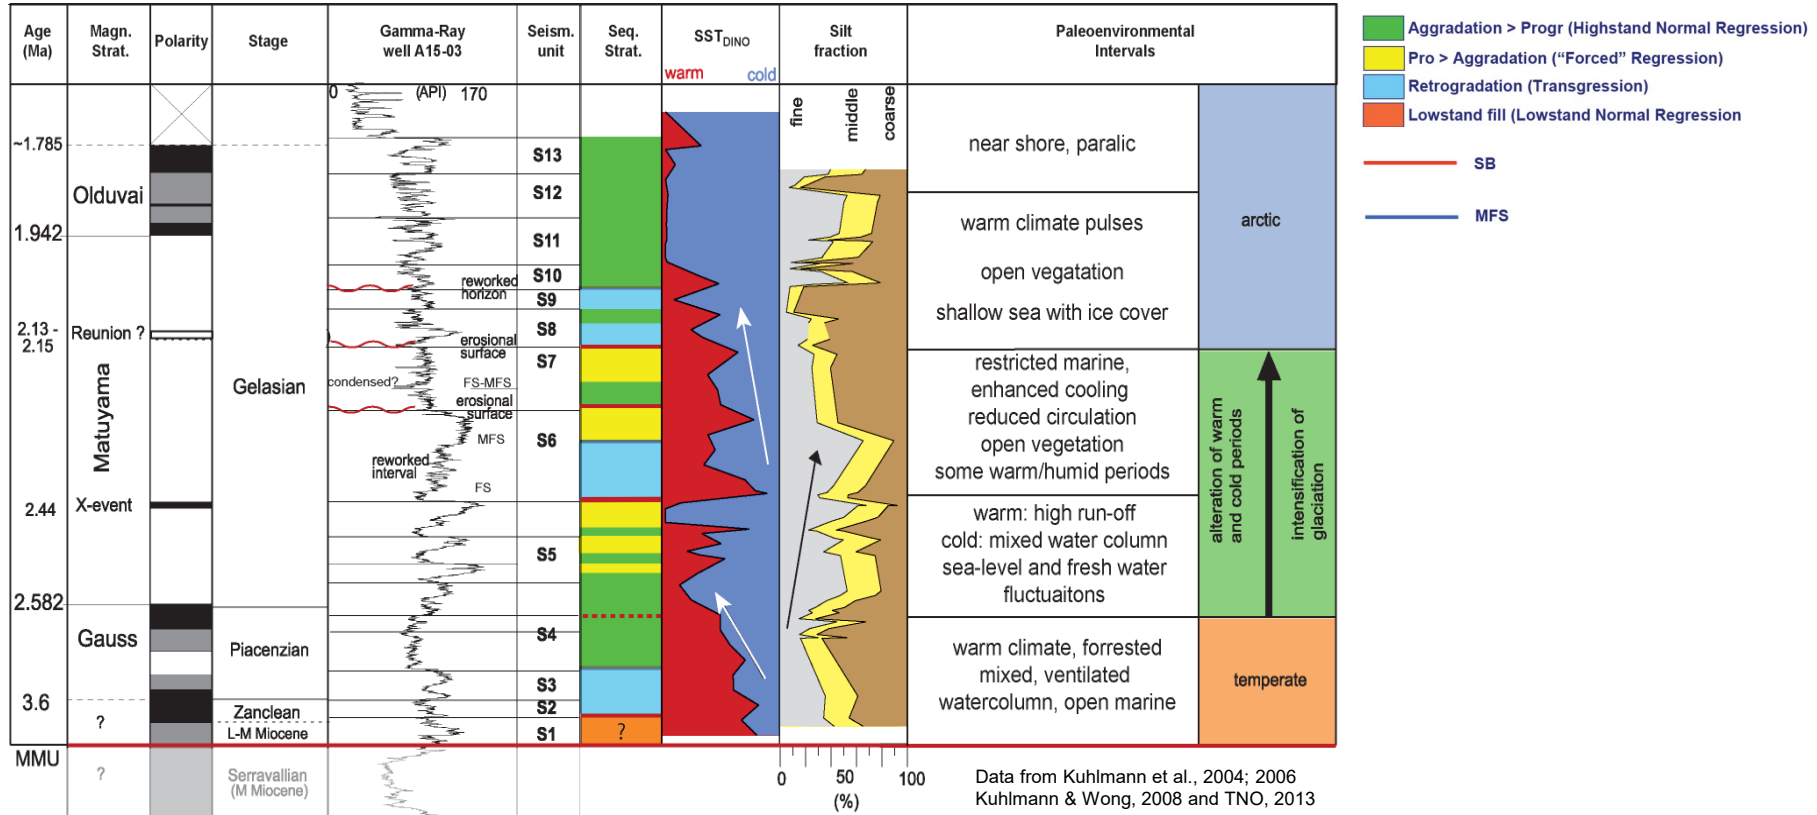 Age
(Ma)
Magn.
Strat.
Polarity
Stage
Gamma-Ray
well A15-03
Seism.
unit
Seq.
Strat.
SST DINO
warm
cold
Silt
fraction
Paleoenvironmental
Intervals
0
(API)
170
fine
middle
coarse
~1.785
1.942
2.13 -
2.15
2.44
2.582
3.6
MMU
Olduvai
Reunion ?
Matuyama
X-event
Gauss
?
?
Gelasian
Piacenzian
Zanclean
L-M Miocene
Serravallian
(M Miocene)
reworked
horizon
erosional
surface
condensed?
FS-MFS
erosional
surface
MFS
reworked
interval
FS
S13
S12
S11
S10
S9
S8
S7
S6
S5
S4
S3
S2
S1
?
0
50
100
(%)
near shore, paralic
warm climate pulses
open vegatation
shallow sea with ice cover
restricted marine,
enhanced cooling
reduced circulation
open vegetation
some warm/humid periods
warm: high run-off
cold: mixed water column
sea-level and fresh water
fluctuaitons
warm climate, forrested
mixed, ventilated
watercolumn, open marine
arctic
alteration of warm
and cold periods
intensification of
glaciation
temperate
Data from Kuhlmann et al., 2004; 2006
Kuhlmann & Wong, 2008 and TNO, 2013
Aggradation > Progr (Highstand Normal Regression)
Pro > Aggradation (“Forced” Regression)
Retrogradation (Transgression)
Lowstand fill (Lowstand Normal Regression
SB
MFS